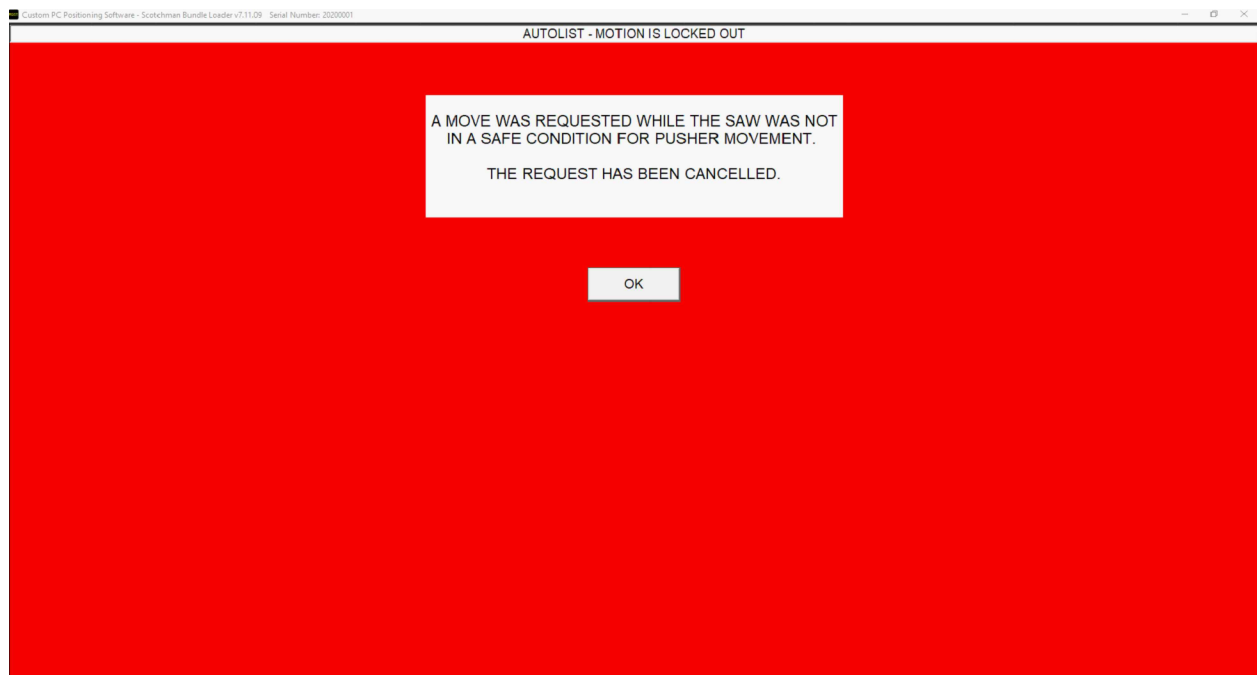 Custom PC Positioning Software - Scotchman Bundle Loader v7.11.09 Serial Number: 20200001
AUTOLIST - MOTION IS LOCKED OUT
A MOVE WAS REQUESTED WHILE THE SAW WAS NOT
IN A SAFE CONDITION FOR PUSHER MOVEMENT.
THE REQUEST HAS BEEN CANCELLED.
OK